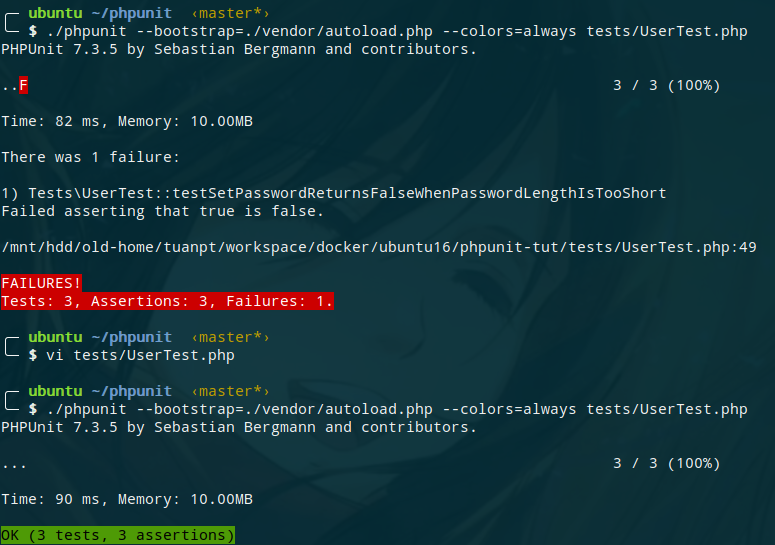 ubuntu ~/phpunit ‹master*›
$ ./phpunit --bootstrap=./vendor/autoload.php --colors=always tests/UserTest.php
PHPUnit 7.3.5 by Sebastian Bergmann and contributors.
..F 3 / 3 (100%)
Time: 82 ms, Memory: 10.00MB
There was 1 failure:
1) Tests\UserTest::testSetPasswordReturnsFalseWhenPasswordLengthIsTooShort
Failed asserting that true is false.
/mnt/hdd/old-home/tuanpt/workspace/docker/ubuntu16/phpunit-tut/tests/UserTest.php:49
FAILURES!
Tests: 3, Assertions: 3, Failures: 1.
ubuntu ~/phpunit ‹master*›
$ vi tests/UserTest.php
ubuntu ~/phpunit ‹master*›
$ ./phpunit --bootstrap=./vendor/autoload.php --colors=always tests/UserTest.php
PHPUnit 7.3.5 by Sebastian Bergmann and contributors.
... 3 / 3 (100%)
Time: 90 ms, Memory: 10.00MB
OK (3 tests, 3 assertions)